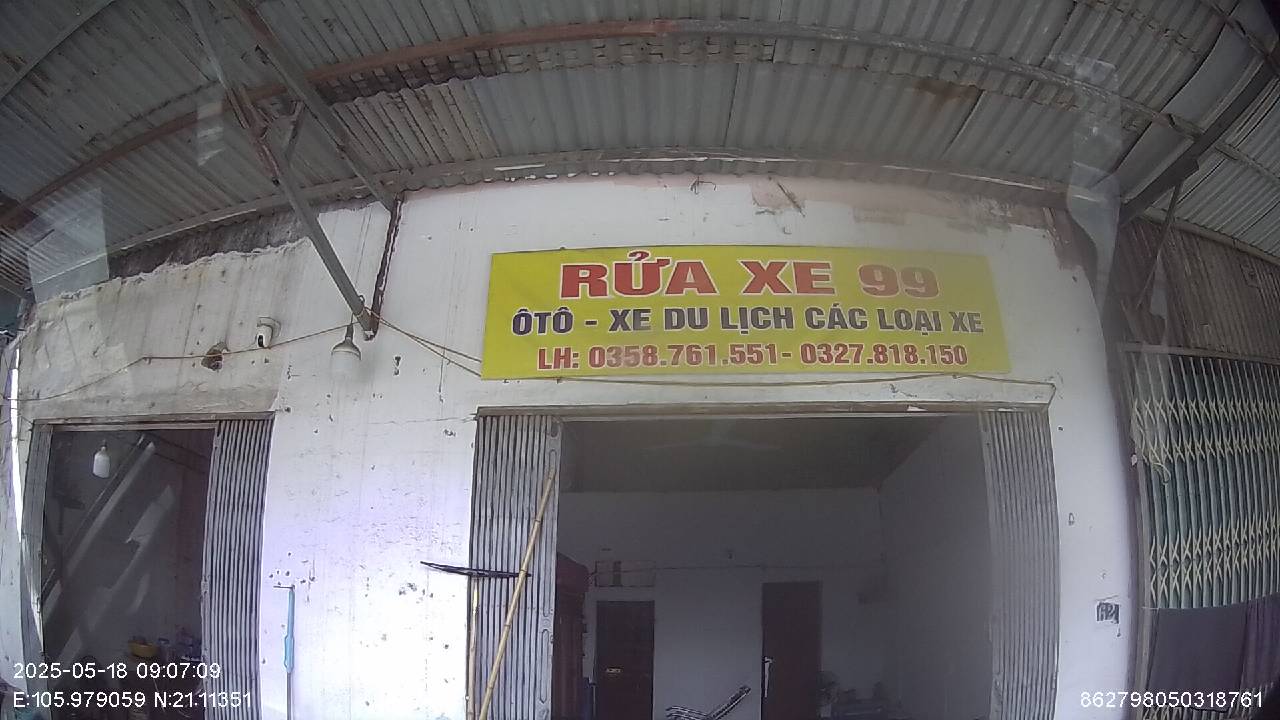 RỬA XE 99
ÔTÔ - XE DU LỊCH CÁC LOẠI XE
LH: 0358.761.551- 0327.818.150
2025-05-18 09:07:09
E:105.979059 N:21.11351
862798050318761